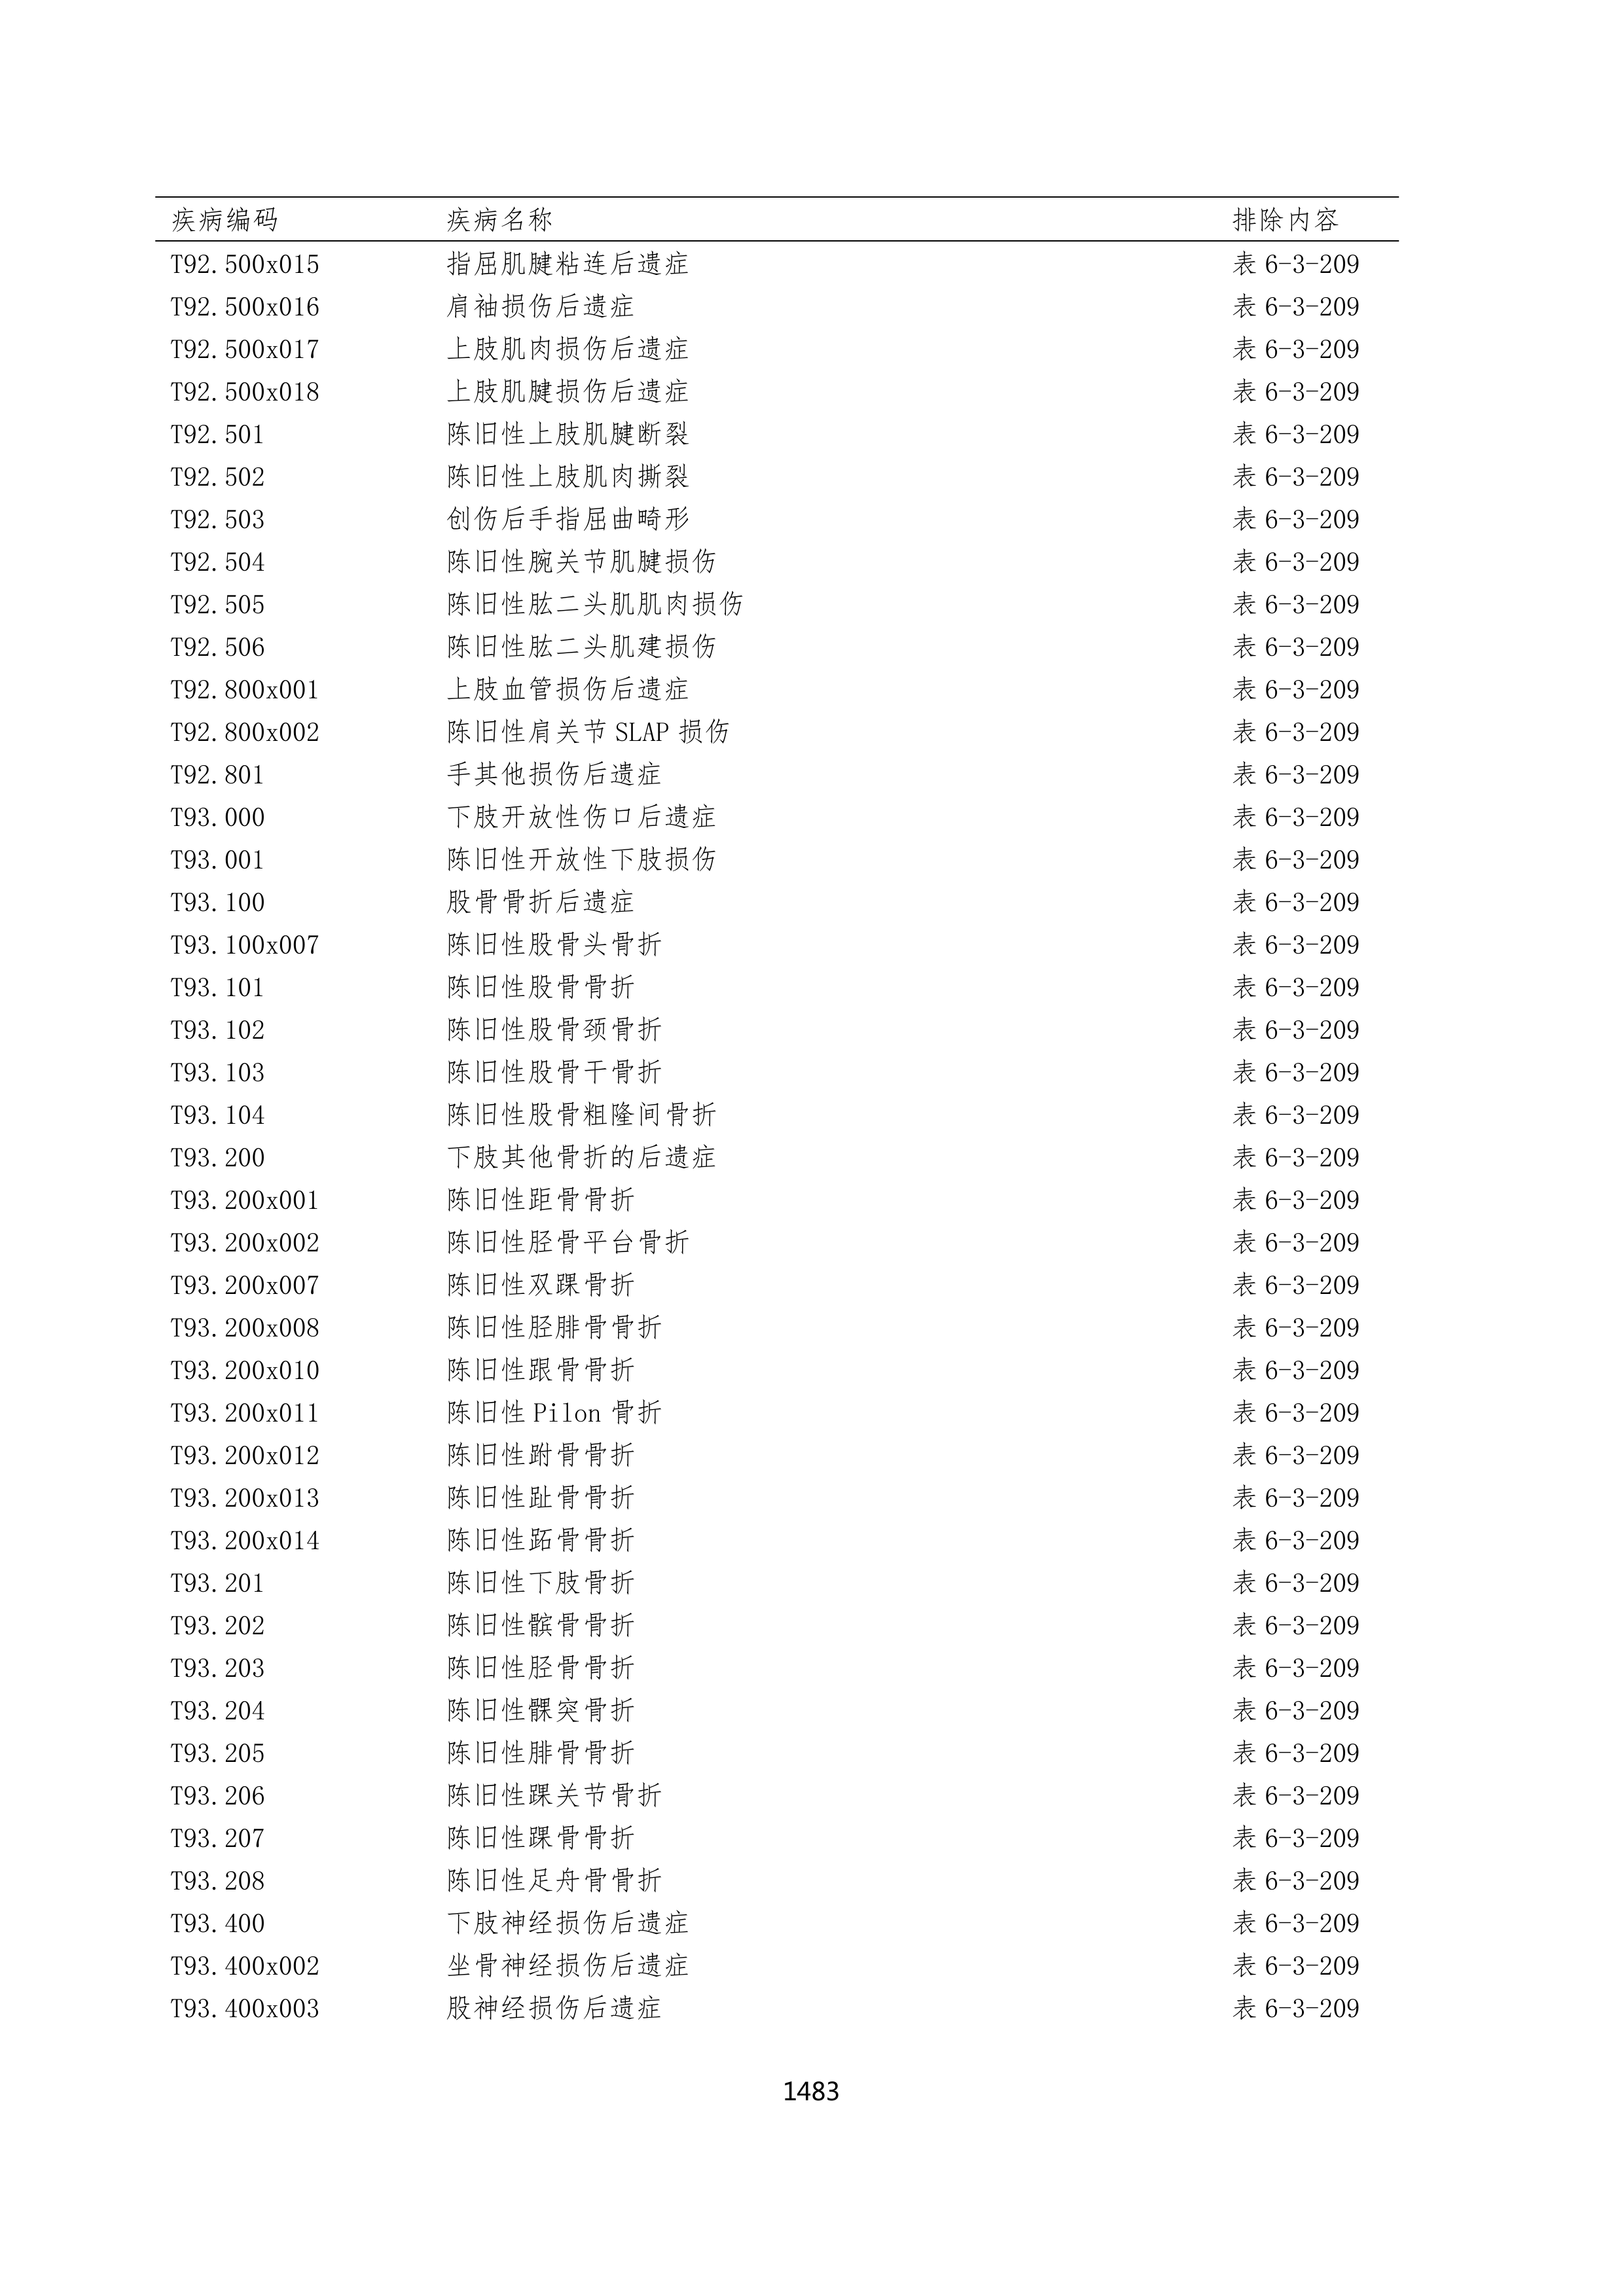 疾病编码 疾病名称 排除内容
T92.500x015 指屈肌腱粘连后遗症 表 6-3-209
T92.500x016 肩袖损伤后遗症 表 6-3-209
T92.500x017 上肢肌肉损伤后遗症 表 6-3-209
T92.500x018 上肢肌腱损伤后遗症 表 6-3-209
T92.501 陈旧性上肢肌腱断裂 表 6-3-209
T92.502 陈旧性上肢肌肉撕裂 表 6-3-209
T92.503 创伤后手指屈曲畸形 表 6-3-209
T92.504 陈旧性腕关节肌腱损伤 表 6-3-209
T92.505 陈旧性肱二头肌肌肉损伤 表 6-3-209
T92.506 陈旧性肱二头肌建损伤 表 6-3-209
T92.800x001 上肢血管损伤后遗症 表 6-3-209
T92.800x002 陈旧性肩关节 SLAP 损伤 表 6-3-209
T92.801 手其他损伤后遗症 表 6-3-209
T93.000 下肢开放性伤口后遗症 表 6-3-209
T93.001 陈旧性开放性下肢损伤 表 6-3-209
T93.100 股骨骨折后遗症 表 6-3-209
T93.100x007 陈旧性股骨头骨折 表 6-3-209
T93.101 陈旧性股骨骨折 表 6-3-209
T93.102 陈旧性股骨颈骨折 表 6-3-209
T93.103 陈旧性股骨干骨折 表 6-3-209
T93.104 陈旧性股骨粗隆间骨折 表 6-3-209
T93.200 下肢其他骨折的后遗症 表 6-3-209
T93.200x001 陈旧性距骨骨折 表 6-3-209
T93.200x002 陈旧性胫骨平台骨折 表 6-3-209
T93.200x007 陈旧性双踝骨折 表 6-3-209
T93.200x008 陈旧性胫腓骨骨折 表 6-3-209
T93.200x010 陈旧性跟骨骨折 表 6-3-209
T93.200x011 陈旧性 Pilon 骨折 表 6-3-209
T93.200x012 陈旧性跗骨骨折 表 6-3-209
T93.200x013 陈旧性趾骨骨折 表 6-3-209
T93.200x014 陈旧性跖骨骨折 表 6-3-209
T93.201 陈旧性下肢骨折 表 6-3-209
T93.202 陈旧性髌骨骨折 表 6-3-209
T93.203 陈旧性胫骨骨折 表 6-3-209
T93.204 陈旧性髁突骨折 表 6-3-209
T93.205 陈旧性腓骨骨折 表 6-3-209
T93.206 陈旧性踝关节骨折 表 6-3-209
T93.207 陈旧性踝骨骨折 表 6-3-209
T93.208 陈旧性足舟骨骨折 表 6-3-209
T93.400 下肢神经损伤后遗症 表 6-3-209
T93.400x002 坐骨神经损伤后遗症 表 6-3-209
T93.400x003 股神经损伤后遗症 表 6-3-209
1483